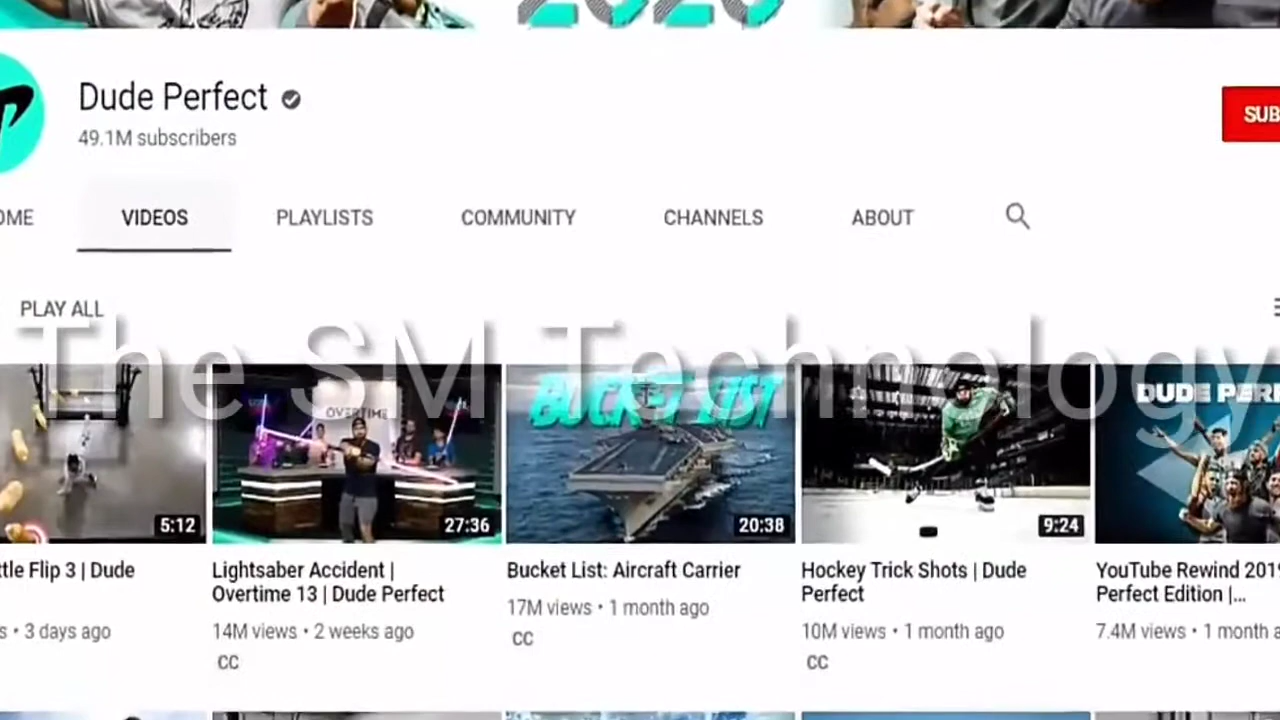 2020
Dude Perfect
49.1M subscribers
SUB
OME
VIDEOS
PLAYLISTS
COMMUNITY
CHANNELS
ABOUT
PLAY ALL
The SM Technology
OVERTIME
BUCKET LIST
DUDE PERF
5:12
27:36
20:38
9:24
ttle Flip 3 | Dude
s • 3 days ago
Lightsaber Accident |
Overtime 13 | Dude Perfect
14M views • 2 weeks ago
CC
Bucket List: Aircraft Carrier
17M views • 1 month ago
CC
Hockey Trick Shots | Dude
Perfect
10M views • 1 month ago
CC
YouTube Rewind 2019
Perfect Edition |...
7.4M views • 1 month a